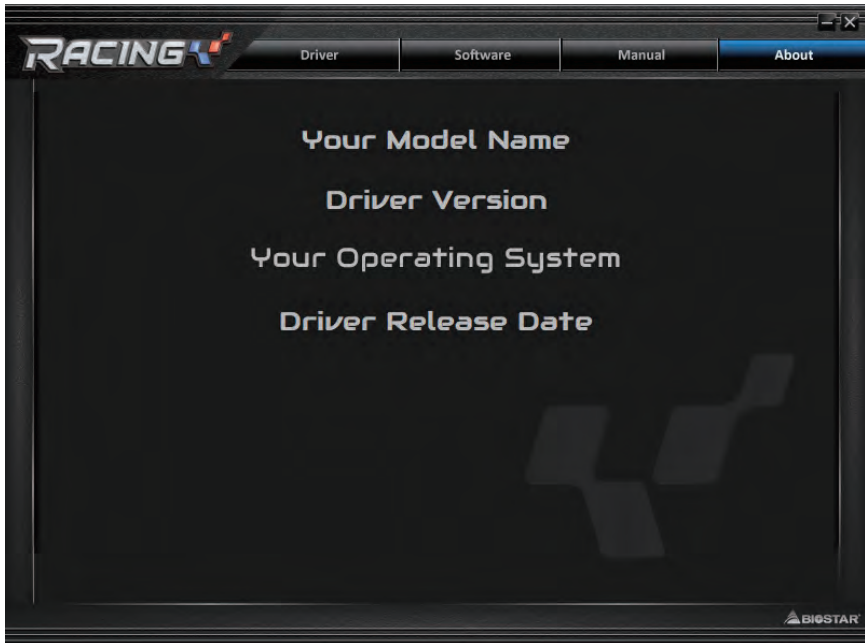 RACING
Driver
Software
Manual
About
Your Model Name
Driver Version
Your Operating System
Driver Release Date
BIOSTAR